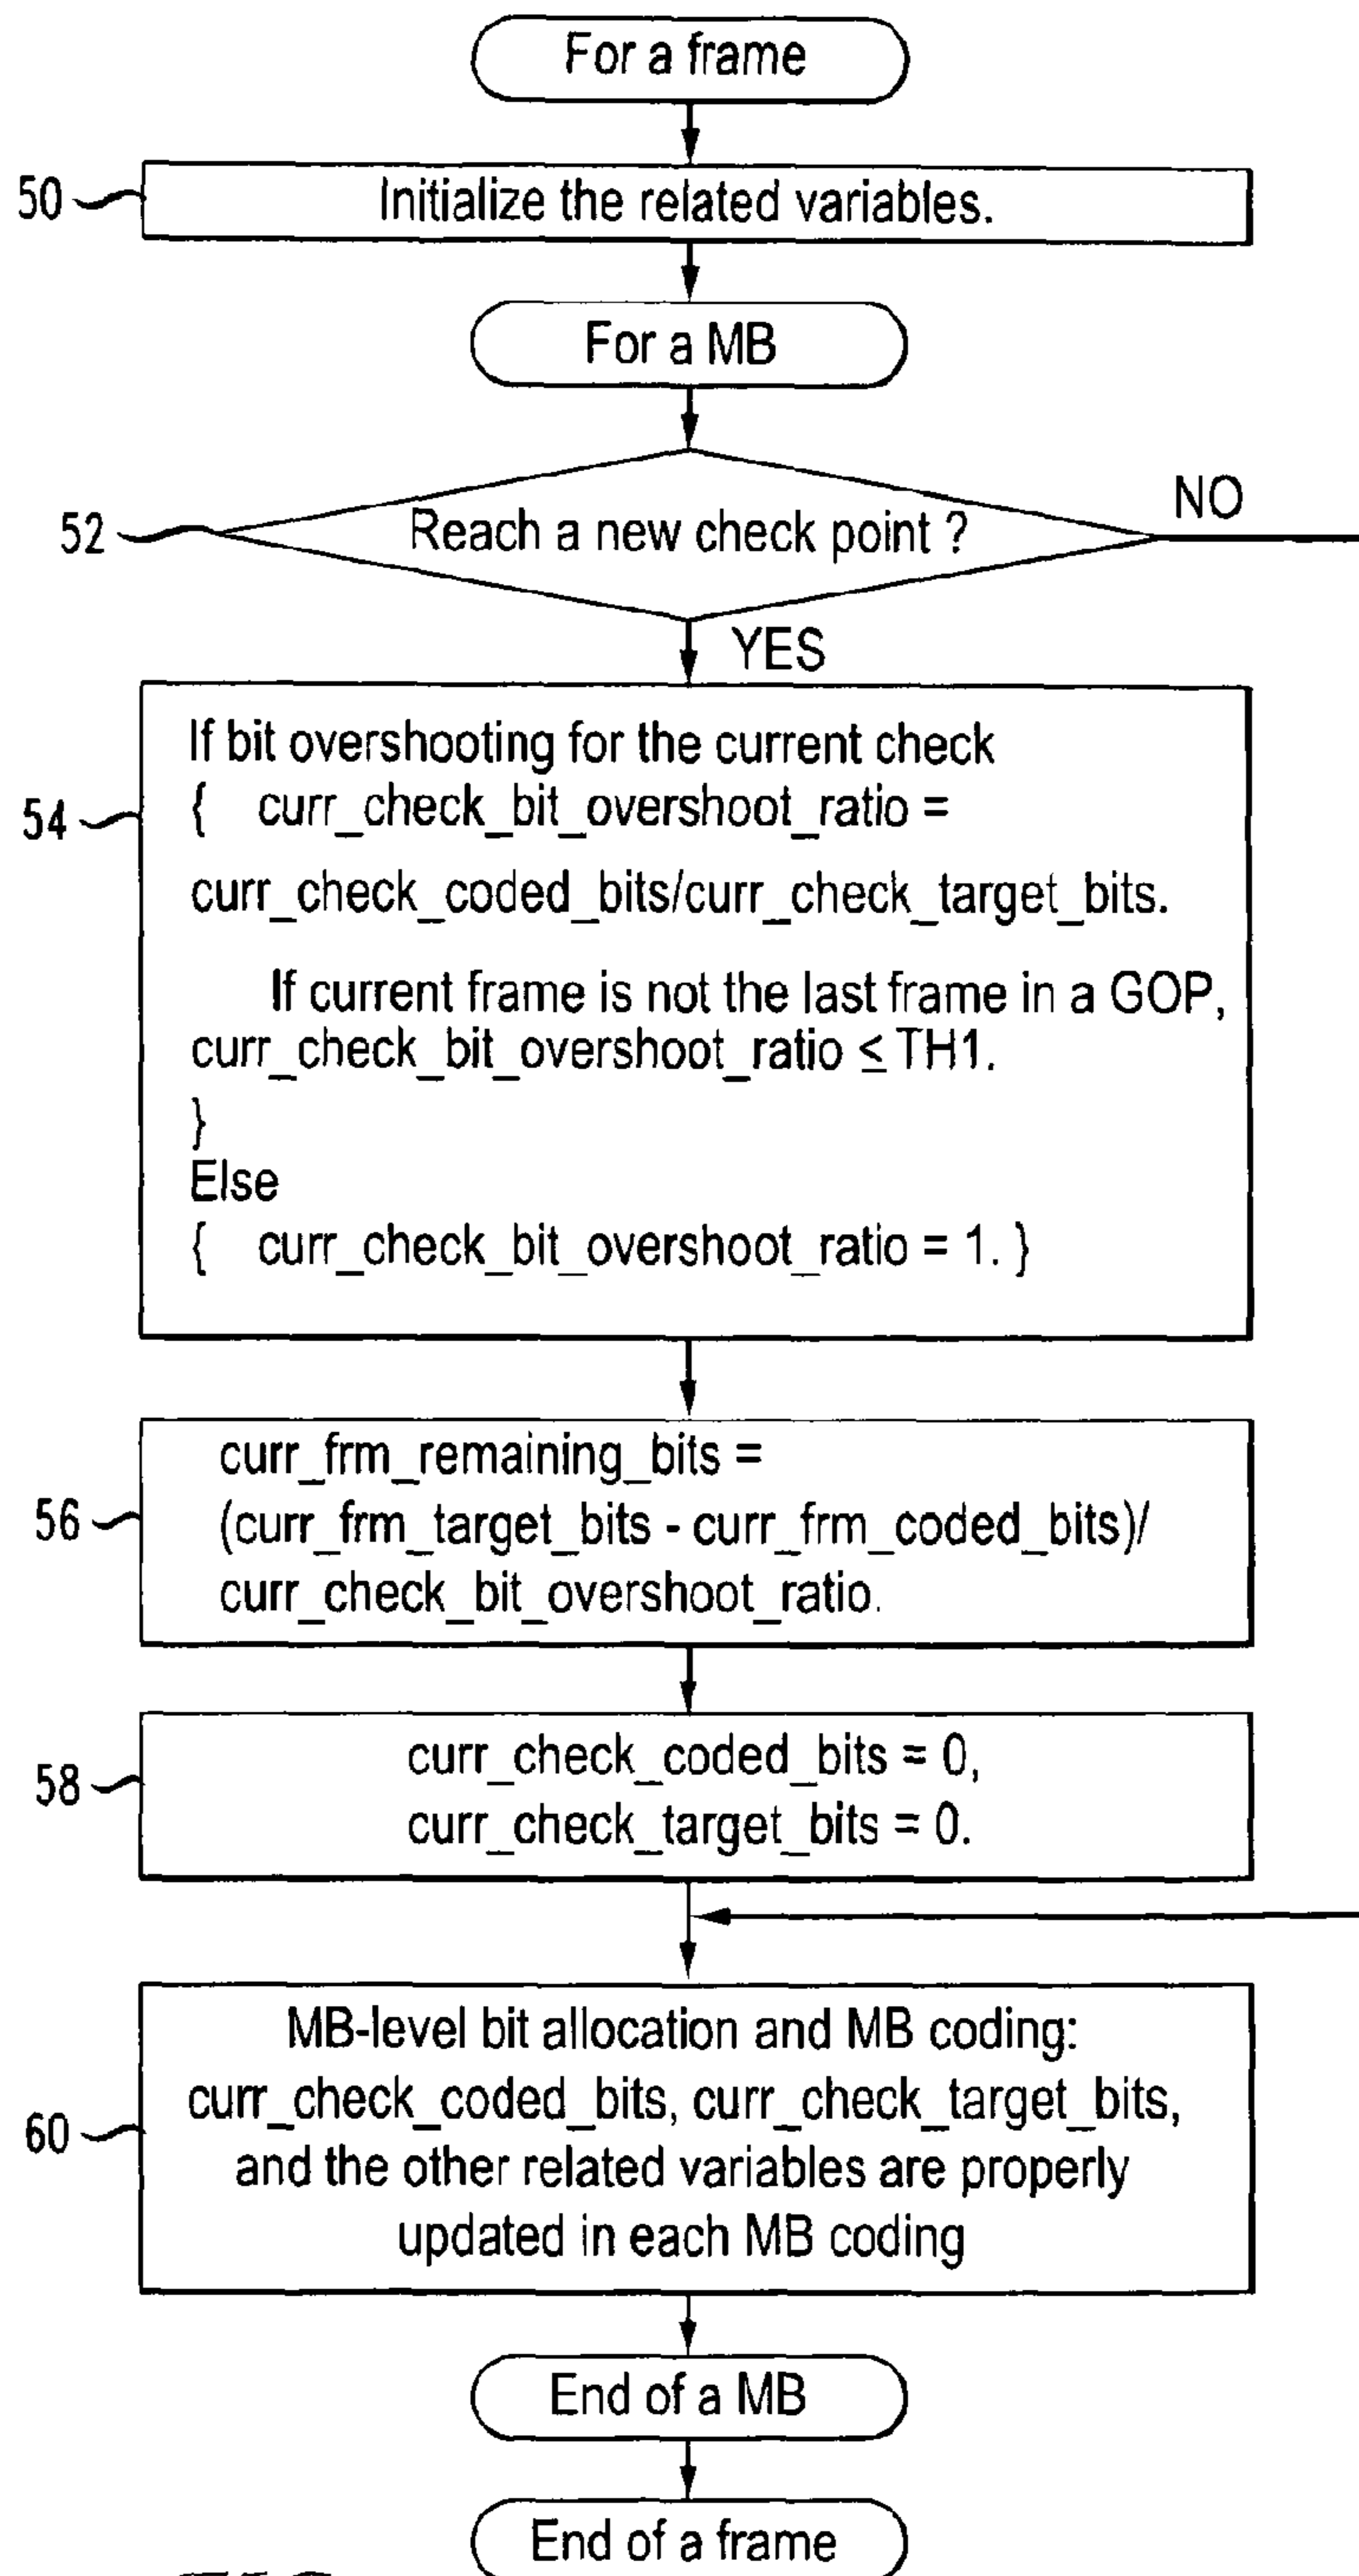 For a frame
50
Initialize the related variables.
For a MB
NO
52
Reach a new check point ?
YES
If bit overshooting for the current check
54
{ curr_check_bit_overshoot_ratio =
curr_check_coded_bits/curr_check_target_bits.
If current frame is not the last frame in a GOP,
curr_check_bit_overshoot_ratio ≤ TH1.
}
Else
{ curr_check_bit_overshoot_ratio = 1. }
curr_frm_remaining_bits =
56
(curr_frm_target_bits - curr_frm_coded_bits)/
curr_check_bit_overshoot_ratio.
curr_check_coded_bits = 0,
58
curr_check_target_bits = 0.
MB-level bit allocation and MB coding:
curr_check_coded_bits, curr_check_target_bits,
60
and the other related variables are properly
updated in each MB coding
End of a MB
End of a frame